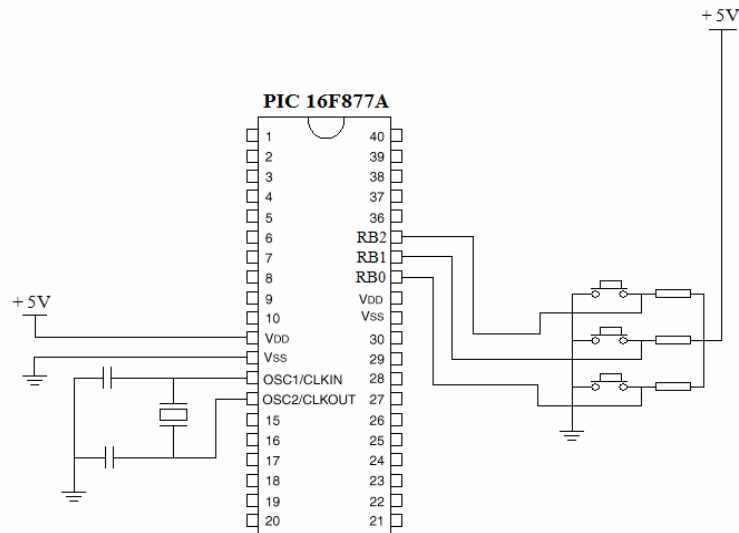 + 5V
PIC 16F877A
1 40
2 39
3 38
4 37
5 36
6 RB2
7 RB1
8 RB0
+ 5V
9 VDD
10 VSS
VDD 30
VSS 29
OSC1/CLKIN 28
OSC2/CLKOUT 27
15 26
16 25
17 24
18 23
19 22
20 21